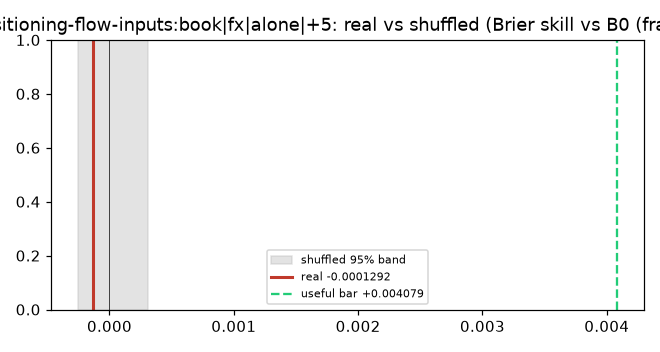 sitioning-flow-inputs:book|fx|alone|+5: real vs shuffled (Brier skill vs B0 (fra
1.0
0.8
0.6
0.4
0.2
0.0
shuffled 95% band
real -0.0001292
useful bar +0.004079
0.000 0.001 0.002 0.003 0.004